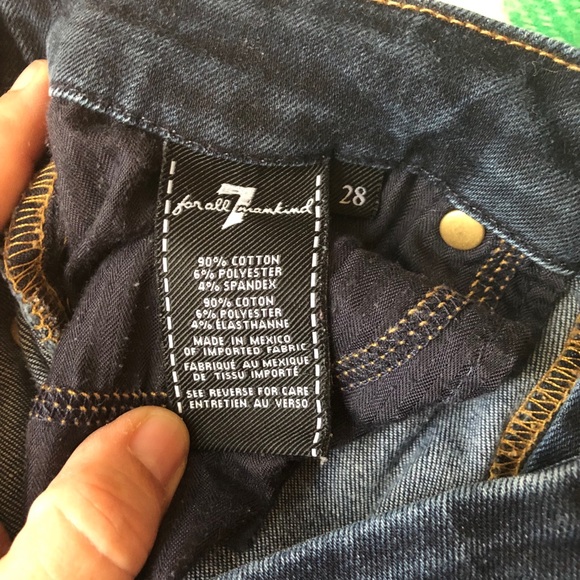 for all 7 mankind
28
90% COTTON
6% POLYESTER
4% SPANDEX
90% COTON
6% POLYESTER
4% ELASTHANNE
MADE IN MEXICO
OF IMPORTED FABRIC
FABRIQUÉ AU MEXIQUE
DE TISSU IMPORTÉ
SEE REVERSE FOR CARE
ENTRETIEN AU VERSO